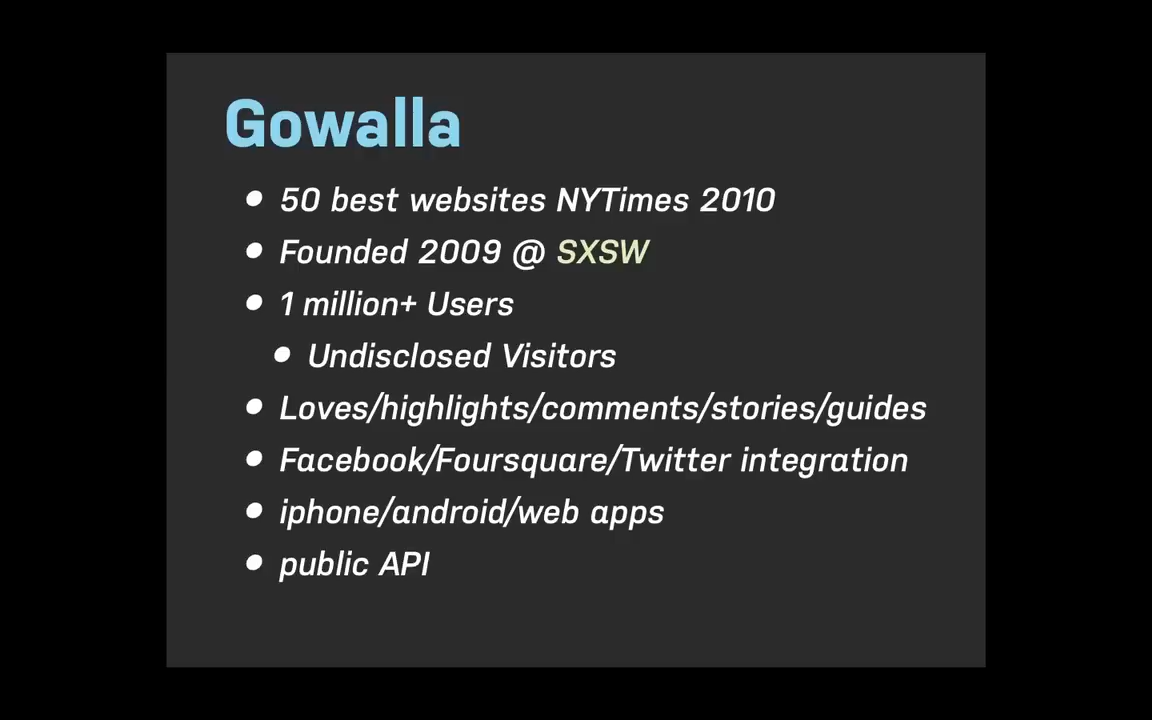 Gowalla
50 best websites NYTimes 2010
Founded 2009 @ SXSW
1 million+ Users
Undisclosed Visitors
Loves/highlights/comments/stories/guides
Facebook/Foursquare/Twitter integration
iphone/android/web apps
public API